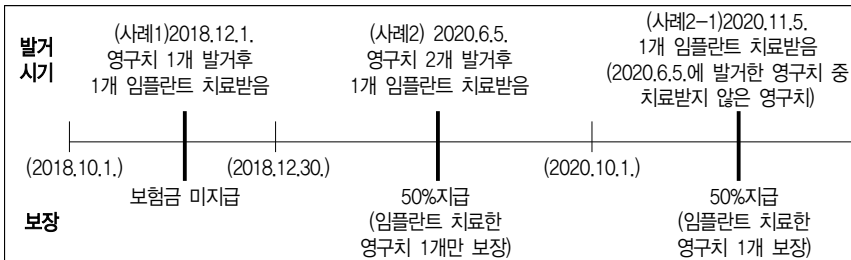 발거
시기
(사례1)2018.12.1.
영구치 1개 발거후
1개 임플란트 치료받음
(사례2) 2020.6.5.
영구치 2개 발거후
1개 임플란트 치료받음
(사례2-1)2020.11.5.
1개 임플란트 치료받음
(2020.6.5.에 발거한 영구치 중
치료받지 않은 영구치)
(2018.10.1.)
(2018.12.30.)
(2020.10.1.)
보장
보험금 미지급
50%지급
(임플란트 치료한
영구치 1개만 보장)
50%지급
(임플란트 치료한
영구치 1개 보장)